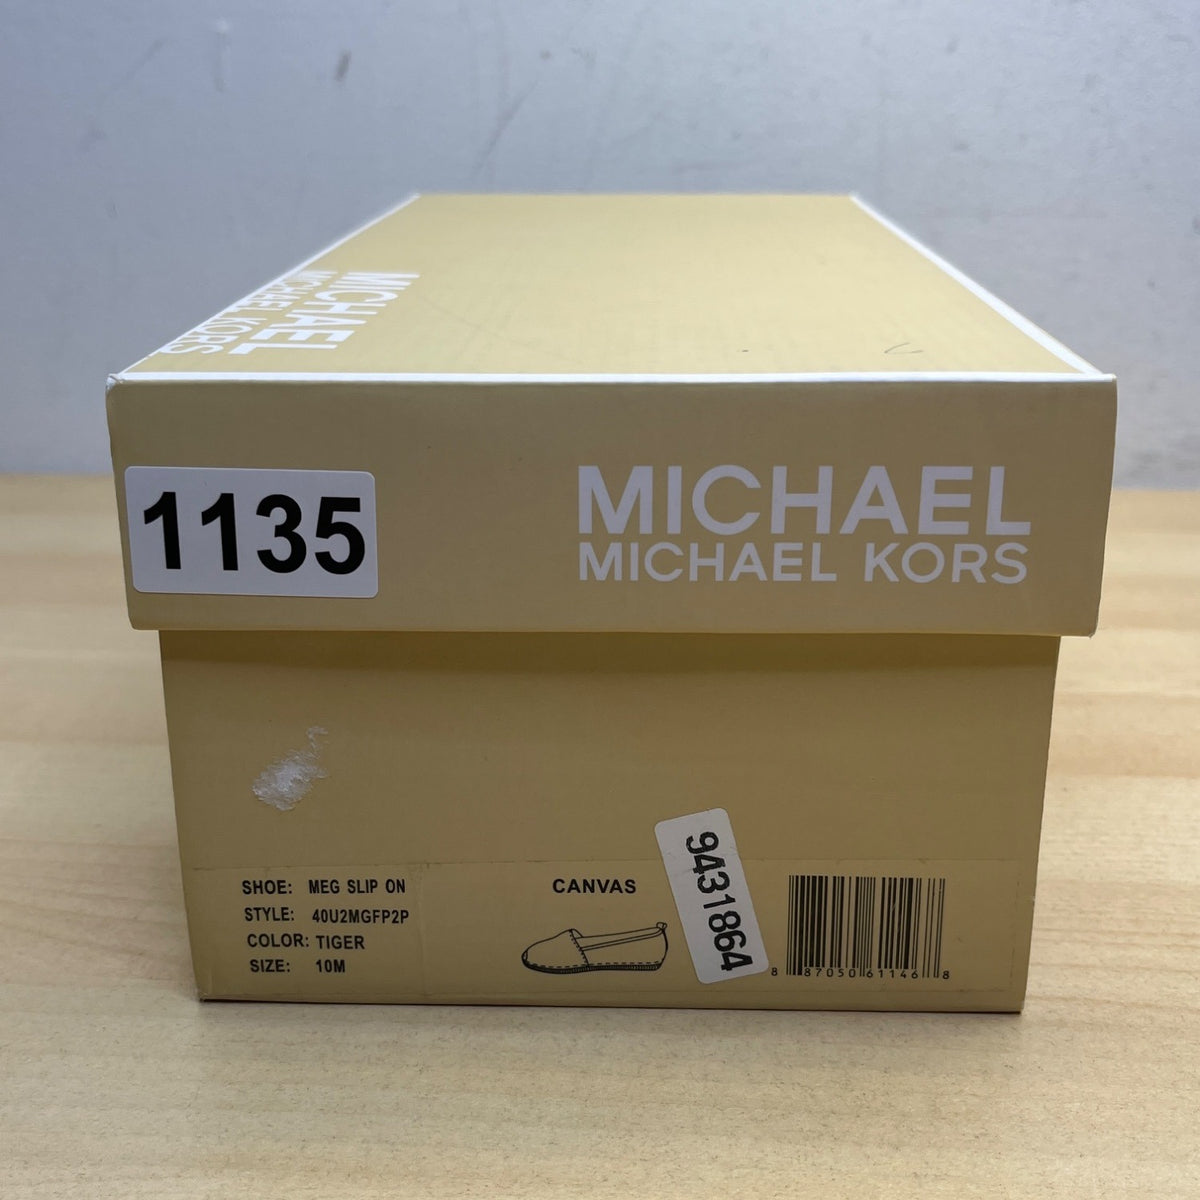 MICHAEL
MICHAEL KORS
1135
MICHAEL
MICHAEL KORS
SHOE: MEG SLIP ON
STYLE: 40U2MGFP2P
COLOR: TIGER
SIZE: 10M
CANVAS
9431864
8 87050 61146 8